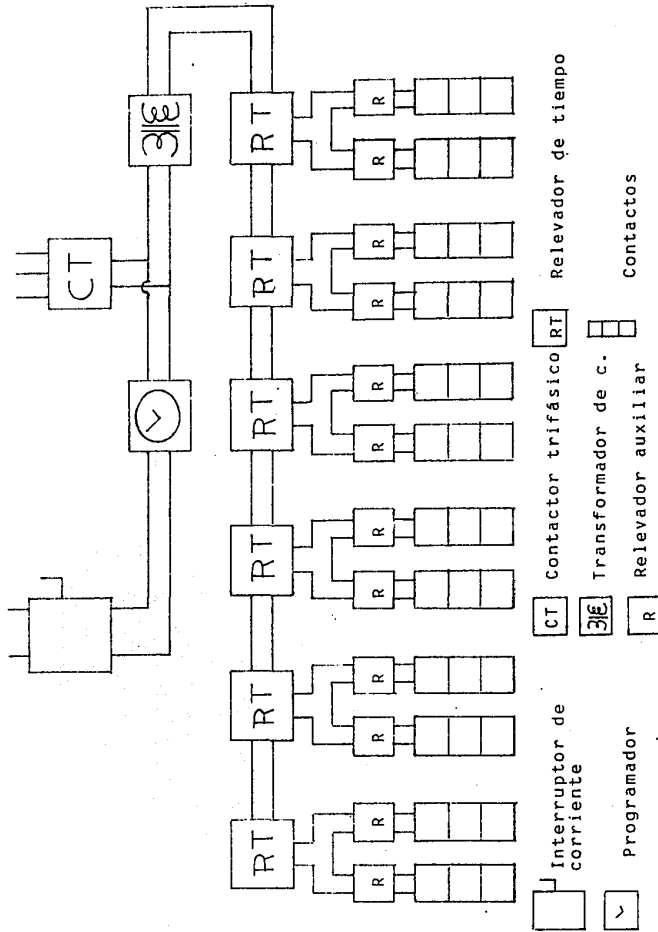 CT
RT
RT
RT
RT
RT
RT
R
R
R
R
R
R
R
R
R
R
R
R
Interruptor de
corriente
Programador
CT Contactor trifásico
Transformador de c.
R Relevador auxiliar
RT Relevador de tiempo
Contactos